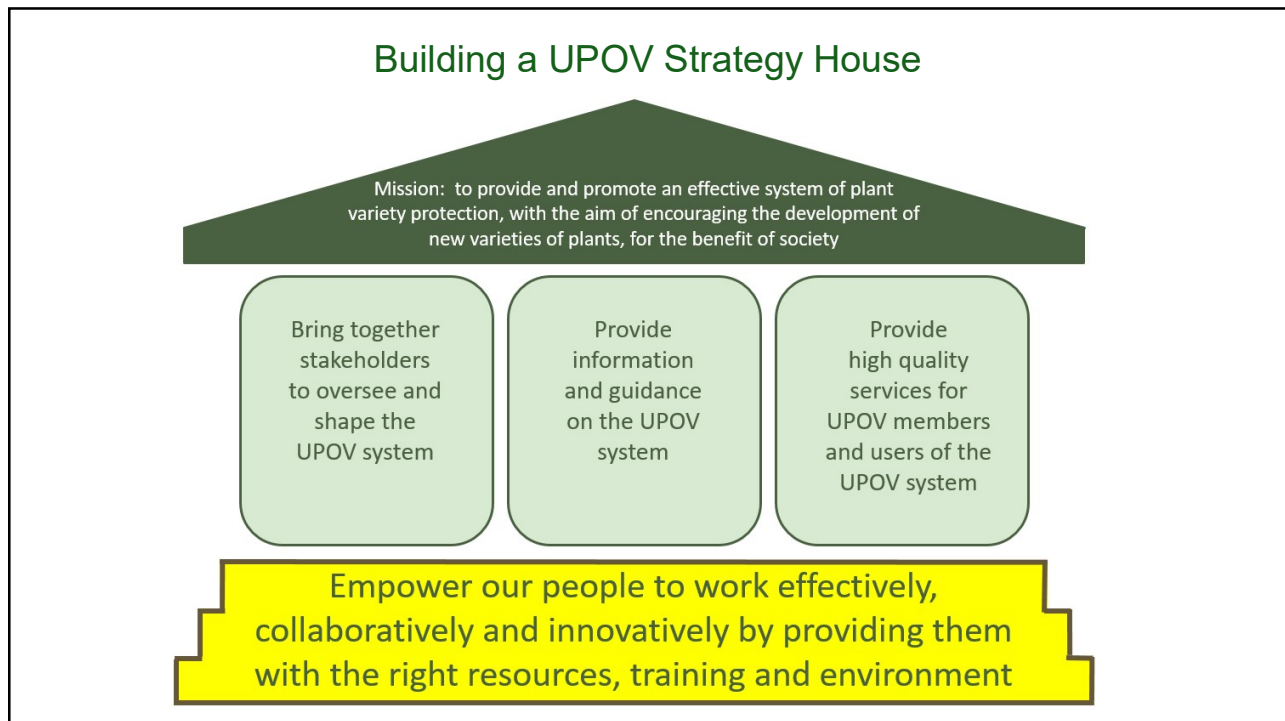 Building a UPOV Strategy House
Mission: to provide and promote an effective system of plant
variety protection, with the aim of encouraging the development of
new varieties of plants, for the benefit of society
Bring together
stakeholders
to oversee and
shape the
UPOV system
Provide
information
and guidance
on the UPOV
system
Provide
high quality
services for
UPOV members
and users of the
UPOV system
Empower our people to work effectively,
collaboratively and innovatively by providing them
with the right resources, training and environment